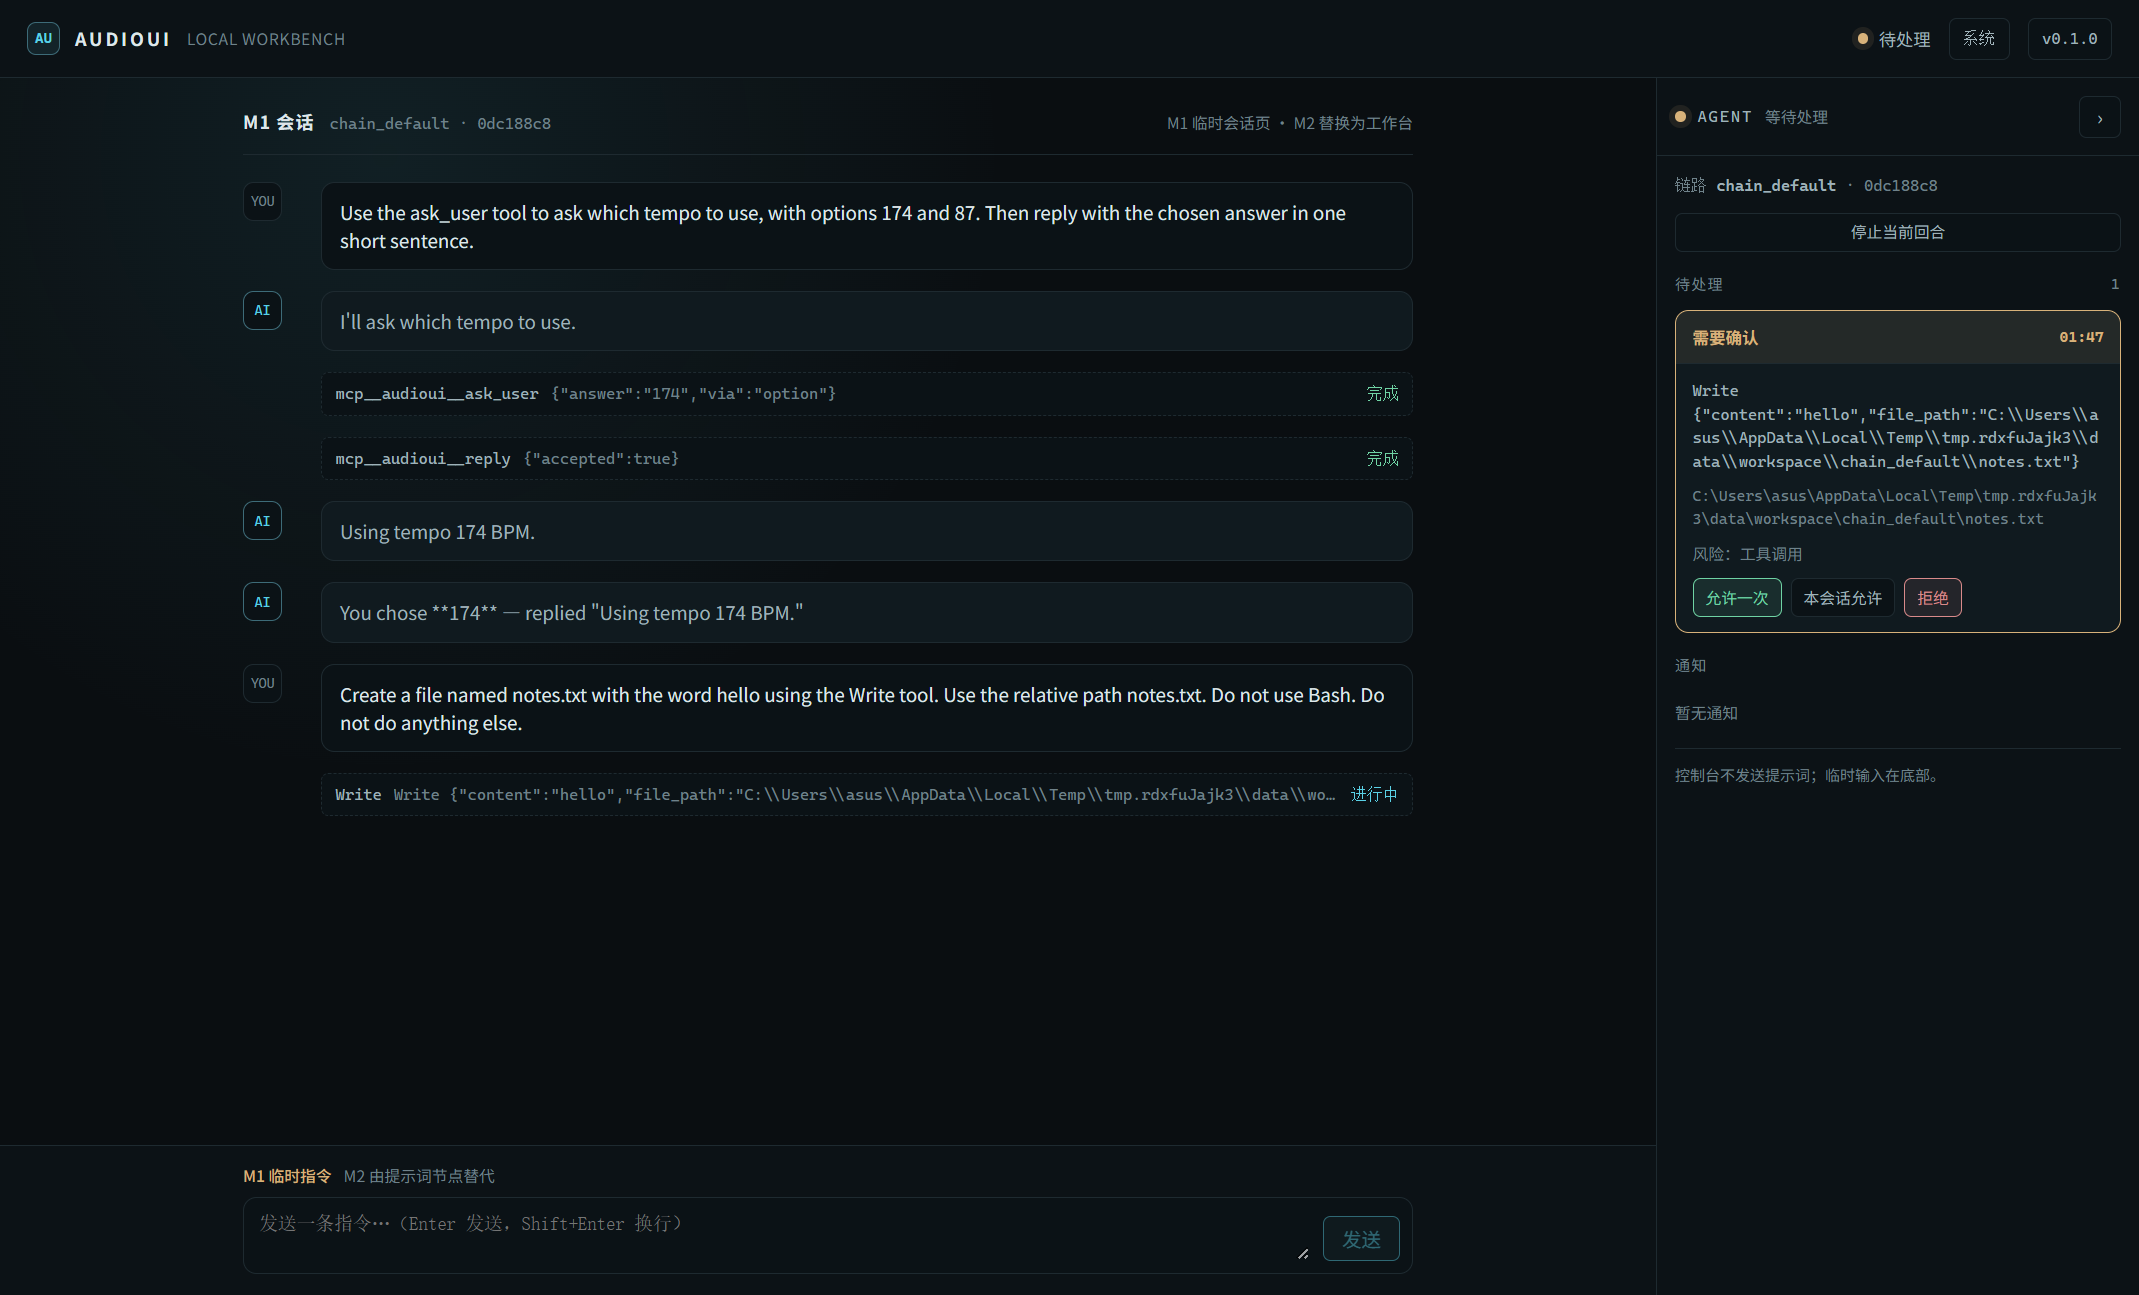 AU AUDIOUI LOCAL WORKBENCH
待处理 系统 v0.1.0
M1 会话 chain_default · 0dc188c8
M1 临时会话页 · M2 替换为工作台
YOU
Use the ask_user tool to ask which tempo to use, with options 174 and 87. Then reply with the chosen answer in one
short sentence.
AI
I'll ask which tempo to use.
mcp__audioui__ask_user {"answer":"174","via":"option"} 完成
mcp__audioui__reply {"accepted":true} 完成
AI
Using tempo 174 BPM.
AI
You chose **174** — replied "Using tempo 174 BPM."
YOU
Create a file named notes.txt with the word hello using the Write tool. Use the relative path notes.txt. Do not use Bash. Do
not do anything else.
Write Write {"content":"hello","file_path":"C:\\Users\\asus\\AppData\\Local\\Temp\\tmp.rdxfuJajk3\\data\\wo… 进行中
M1 临时指令 M2 由提示词节点替代
发送一条指令…（Enter 发送，Shift+Enter 换行）
发送
AGENT 等待处理
›
链路 chain_default · 0dc188c8
停止当前回合
待处理 1
需要确认 01:47
Write
{"content":"hello","file_path":"C:\\Users\\a
sus\\AppData\\Local\\Temp\\tmp.rdxfuJajk3\\d
ata\\workspace\\chain_default\\notes.txt"}
C:\Users\asus\AppData\Local\Temp\tmp.rdxfuJajk
3\data\workspace\chain_default\notes.txt
风险：工具调用
允许一次 本会话允许 拒绝
通知
暂无通知
控制台不发送提示词；临时输入在底部。